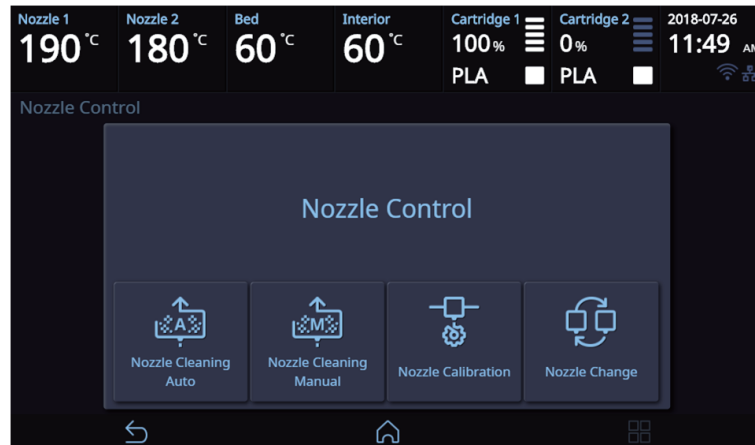 Nozzle 1
190 °C
Nozzle 2
180 °C
Bed
60 °C
Interior
60 °C
Cartridge 1
100 %
PLA
Cartridge 2
0 %
PLA
2018-07-26
11:49 AM
Nozzle Control
Nozzle Control
A
Nozzle Cleaning
Auto
M
Nozzle Cleaning
Manual
Nozzle Calibration
Nozzle Change